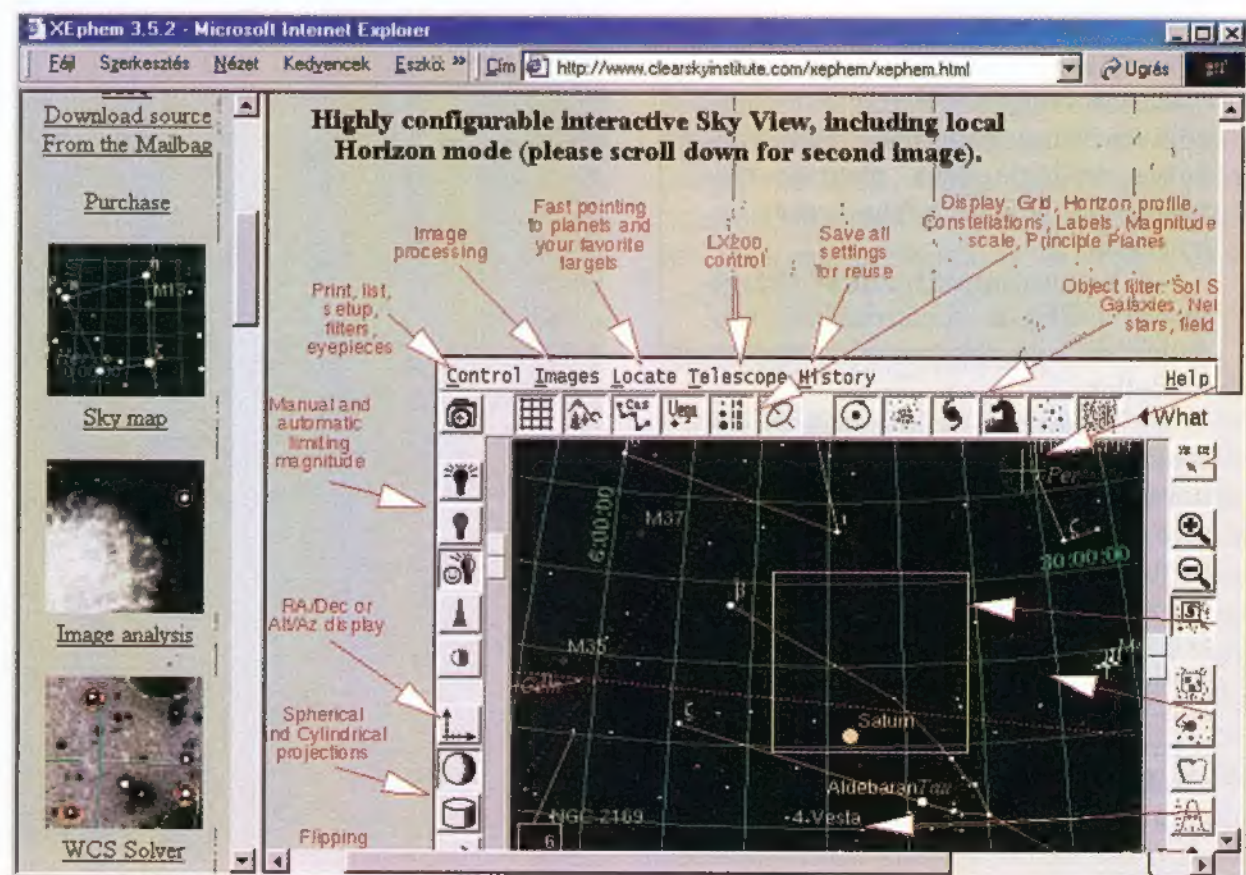 XEphem 3.5.2 - Microsoft Internet Explorer
Fájl Szerkesztés Nézet Kedvencek Eszköz » Cím http://www.clearskyinstitute.com/xephem/xephem.html Ugrás
Download source
From the Mailbag
Purchase
M13
Sky map
Image analysis
WCS Solver
Highly configurable interactive Sky View, including local
Horizon mode (please scroll down for second image).
Print, list,
setup,
filters,
eyepieces
Image
processing
Fast pointing
to planets and
your favorite
targets
LX200,
control
Save all
settings
for reuse
Display, Grid, Horizon profile,
Constellations, Labels, Magnitude
scale, Principle Planes
Object filter: Sol S
Galaxies, Nel
stars, field
Control Images Locate Telescope History Help
Cas Vega What
Manual and
automatic
limiting
magnitude
RA/Dec or
Alt/Az display
Spherical
nd Cylindrical
projections
Flipping
Per
6:00:00
M37
ζ
30:00:00
β
M35
ζ
Saturn
Aldebaran Tau
NGC 2169
4 Vesta
6